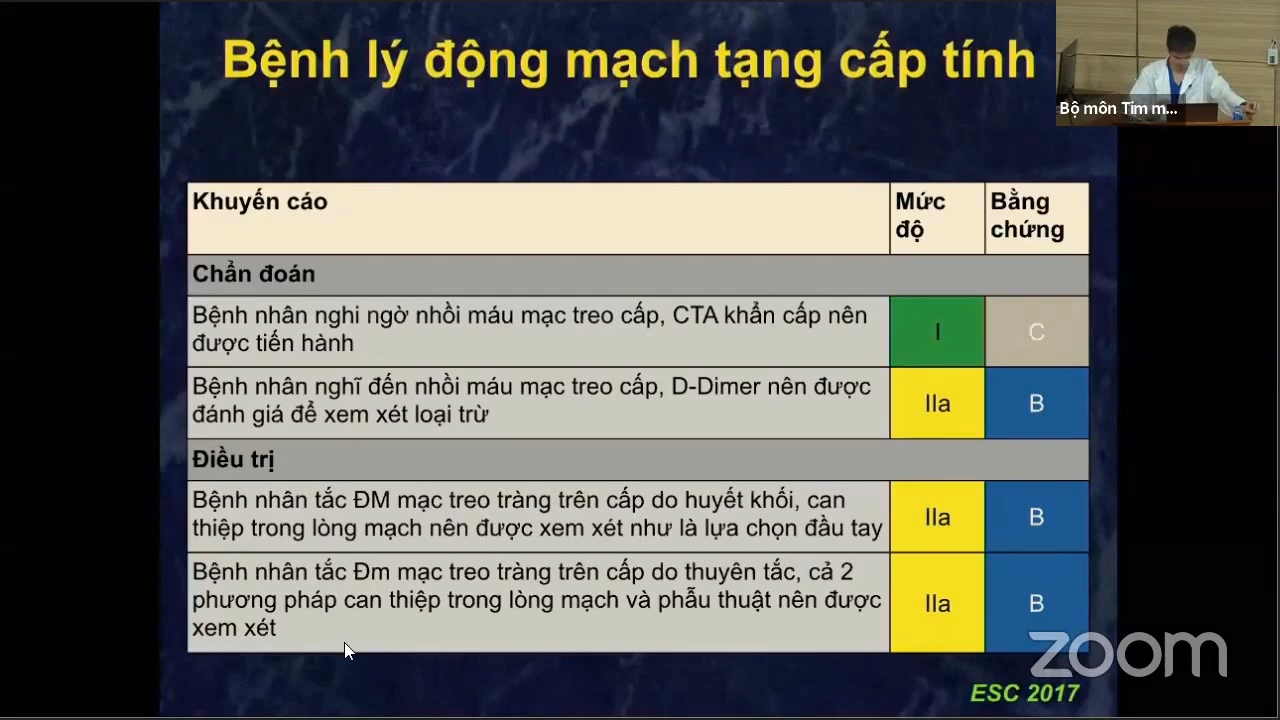 Bệnh lý động mạch tạng cấp tính
Bộ môn Tim m...
Khuyến cáo
Mức
độ
Bằng
chứng
Chẩn đoán
Bệnh nhân nghi ngờ nhồi máu mạc treo cấp, CTA khẩn cấp nên
được tiến hành
I
C
Bệnh nhân nghĩ đến nhồi máu mạc treo cấp, D-Dimer nên được
đánh giá để xem xét loại trừ
IIa
B
Điều trị
Bệnh nhân tắc ĐM mạc treo tràng trên cấp do huyết khối, can
thiệp trong lòng mạch nên được xem xét như là lựa chọn đầu tay
IIa
B
Bệnh nhân tắc Đm mạc treo tràng trên cấp do thuyên tắc, cả 2
phương pháp can thiệp trong lòng mạch và phẫu thuật nên được
xem xét
IIa
B
zoom
ESC 2017